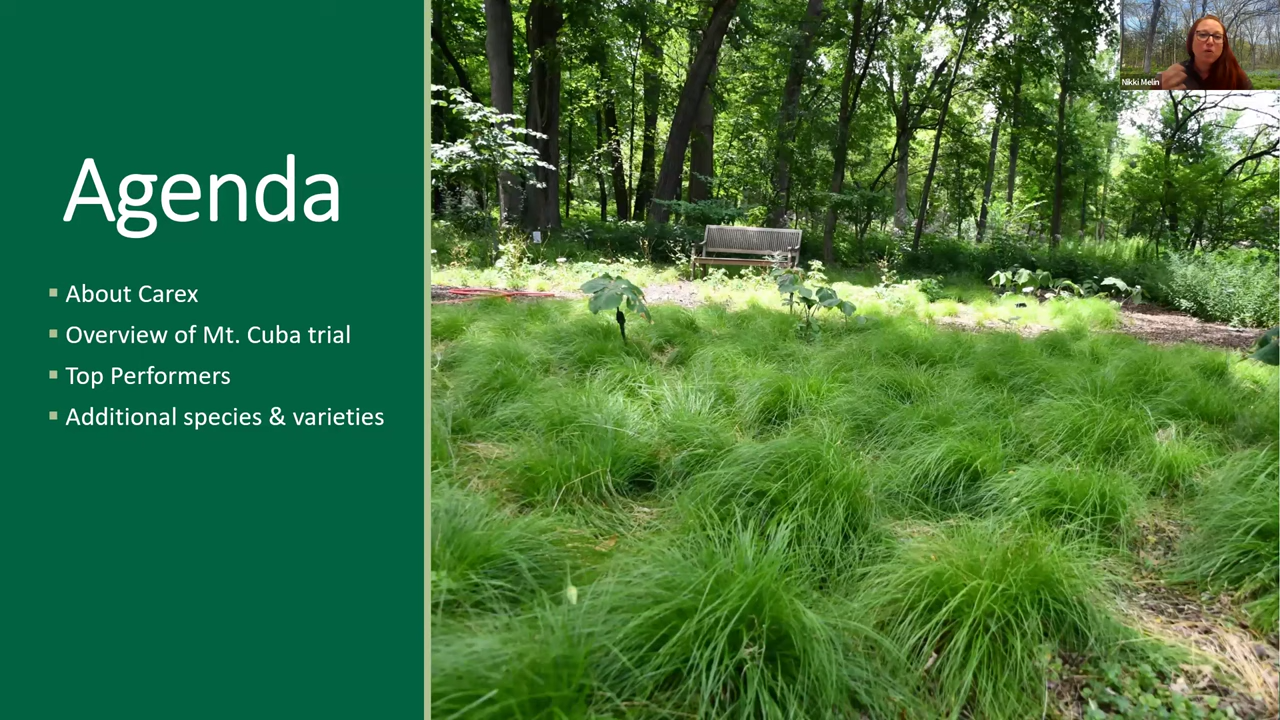 Agenda
About Carex
Overview of Mt. Cuba trial
Top Performers
Additional species & varieties
Nikki Melin